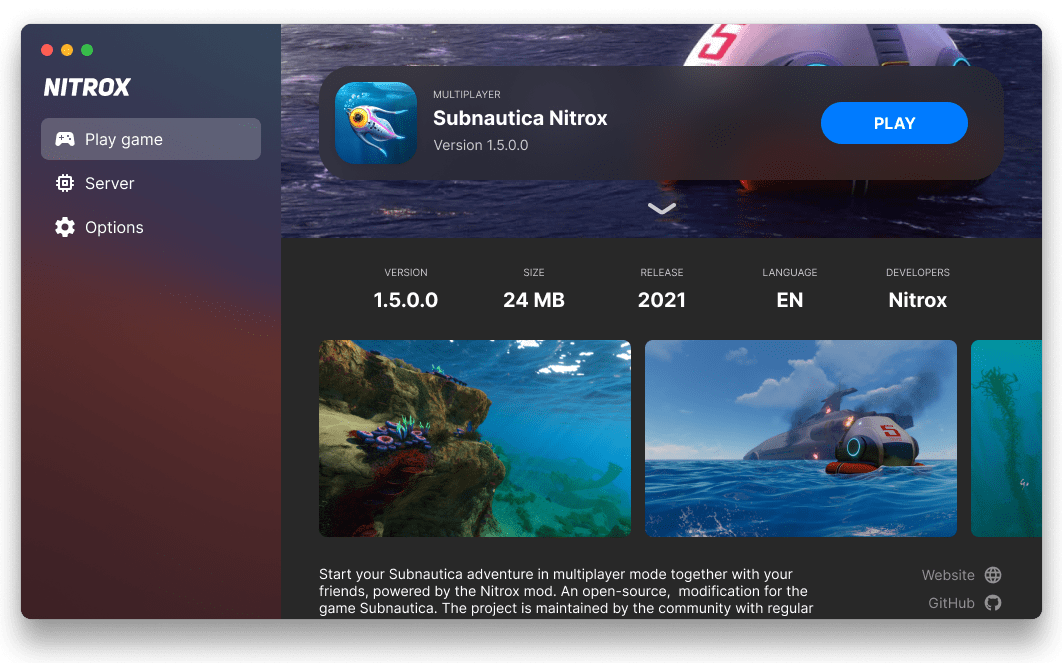 NITROX
Play game
Server
Options
MULTIPLAYER
Subnautica Nitrox
Version 1.5.0.0
PLAY
VERSION
SIZE
RELEASE
LANGUAGE
DEVELOPERS
1.5.0.0
24 MB
2021
EN
Nitrox
5
5
Start your Subnautica adventure in multiplayer mode together with your
friends, powered by the Nitrox mod. An open-source, modification for the
game Subnautica. The project is maintained by the community with regular
Website
GitHub